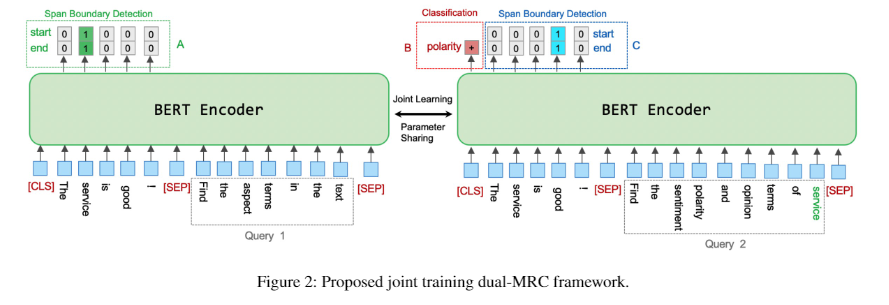 Span Boundary Detection
start 0 1 0 0 0
end 0 1 0 0 0
A
BERT Encoder
[CLS] The service is good ! [SEP] Find the aspect terms in the text [SEP]
Query 1
Joint Learning
Parameter
Sharing
Classification
Span Boundary Detection
B
polarity +
0 0 0 1 0 start
0 0 0 1 0 end
C
BERT Encoder
[CLS] The service is good ! [SEP] Find the sentiment polarity and opinion terms of service [SEP]
Query 2
Figure 2: Proposed joint training dual-MRC framework.